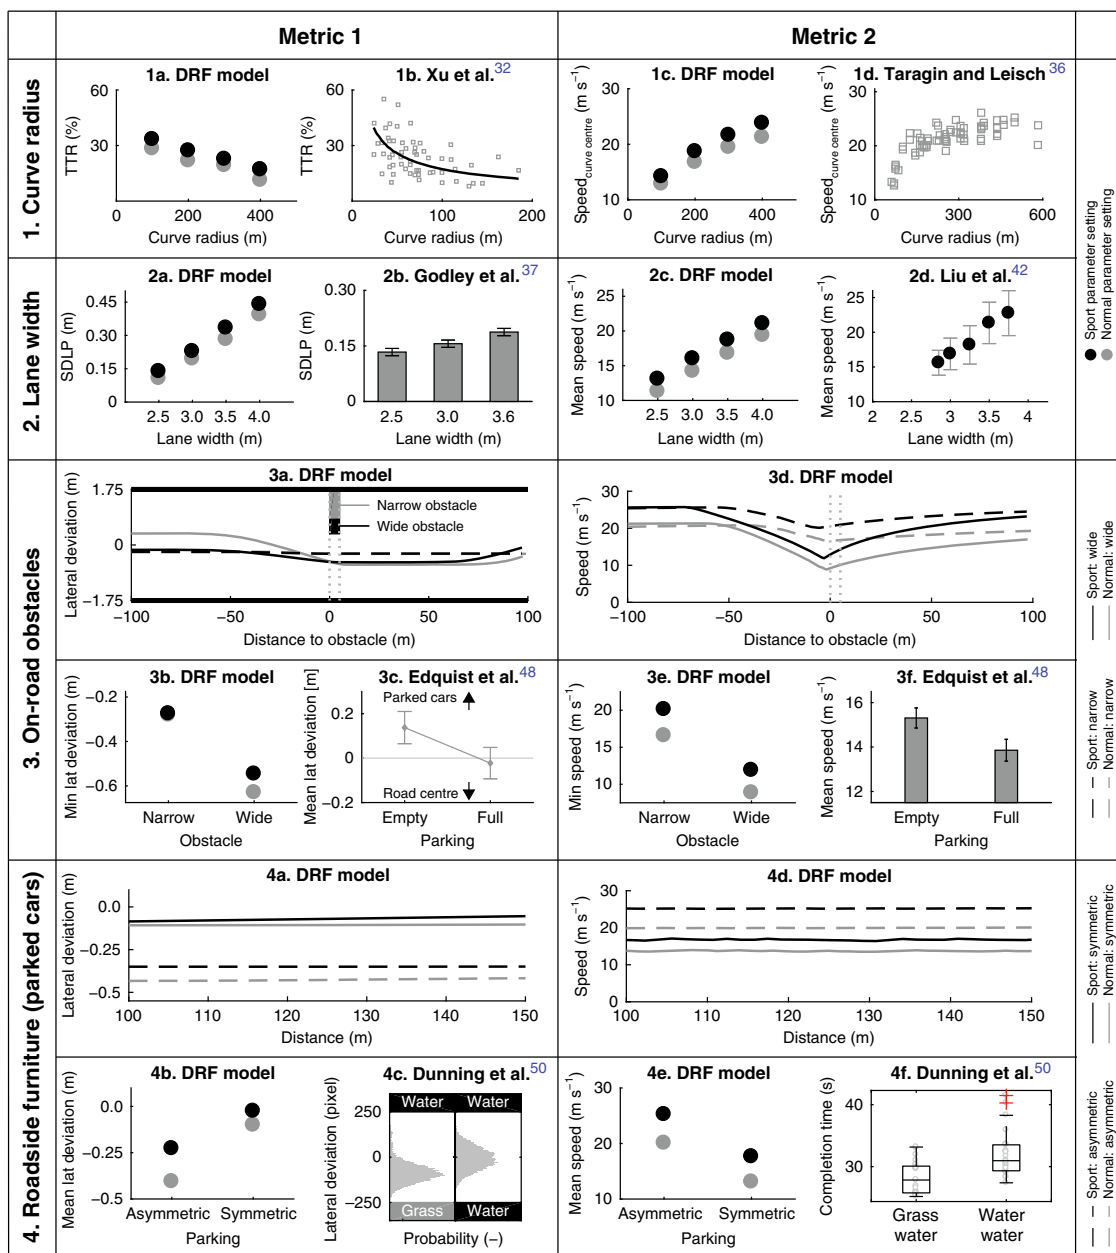 Metric 1
Metric 2
1. Curve radius
1a. DRF model
TTR (%)
60
30
0
200
400
Curve radius (m)
1b. Xu et al.32
TTR (%)
60
30
0
100
200
Curve radius (m)
1c. DRF model
Speedcurve centre (m s−1)
30
20
10
0
200
400
Curve radius (m)
1d. Taragin and Leisch 36
Speedcurve centre (m s−1)
30
20
10
0
300
600
Curve radius (m)
Sport parameter setting
Normal parameter setting
2. Lane width
2a. DRF model
SDLP (m)
0.45
0.30
0.15
0
2.5 3.0 3.5 4.0
Lane width (m)
2b. Godley et al.37
SDLP (m)
0.30
0.15
0
2.5 3.0 3.6
Lane width (m)
2c. DRF model
Mean speed (m s−1)
25
20
15
10
2.5 3.0 3.5 4.0
Lane width (m)
2d. Liu et al.42
Mean speed (m s−1)
25
20
15
10
2 2.5 3 3.5 4
Lane width (m)
3. On-road obstacles
3a. DRF model
Lateral deviation (m)
1.75
0
−1.75
Narrow obstacle
Wide obstacle
−100 −50 0 50 100
Distance to obstacle (m)
3d. DRF model
Speed (m s−1)
30
20
10
0
−100 −50 0 50 100
Distance to obstacle (m)
Sport: wide
Normal: wide
Sport: narrow
Normal: narrow
3b. DRF model
Min lat deviation (m)
−0.2
−0.4
−0.6
Narrow Wide
Obstacle
3c. Edquist et al.48
Mean lat deviation [m]
Parked cars
0.2
0
−0.2
Road centre
Empty Full
Parking
3e. DRF model
Min speed (m s−1)
20
15
10
Narrow Wide
Obstacle
3f. Edquist et al.48
Mean speed (m s−1)
16
14
12
Empty Full
Parking
4. Roadside furniture (parked cars)
4a. DRF model
Lateral deviation (m)
0.0
−0.25
−0.5
100 110 120 130 140 150
Distance (m)
4d. DRF model
Speed (m s−1)
30
20
10
0
100 110 120 130 140 150
Distance (m)
Sport: symmetric
Normal: symmetric
Sport: asymmetric
Normal: asymmetric
4b. DRF model
Mean lat deviation (m)
0.0
−0.25
−0.5
Asymmetric Symmetric
Parking
4c. Dunning et al.50
Lateral deviation (pixel)
250
0
−250
Water Water
Grass Water
Probability (−)
4e. DRF model
Mean speed (m s−1)
30
20
10
Asymmetric Symmetric
Parking
4f. Dunning et al.50
Completion time (s)
40
30
Grass Water
water water